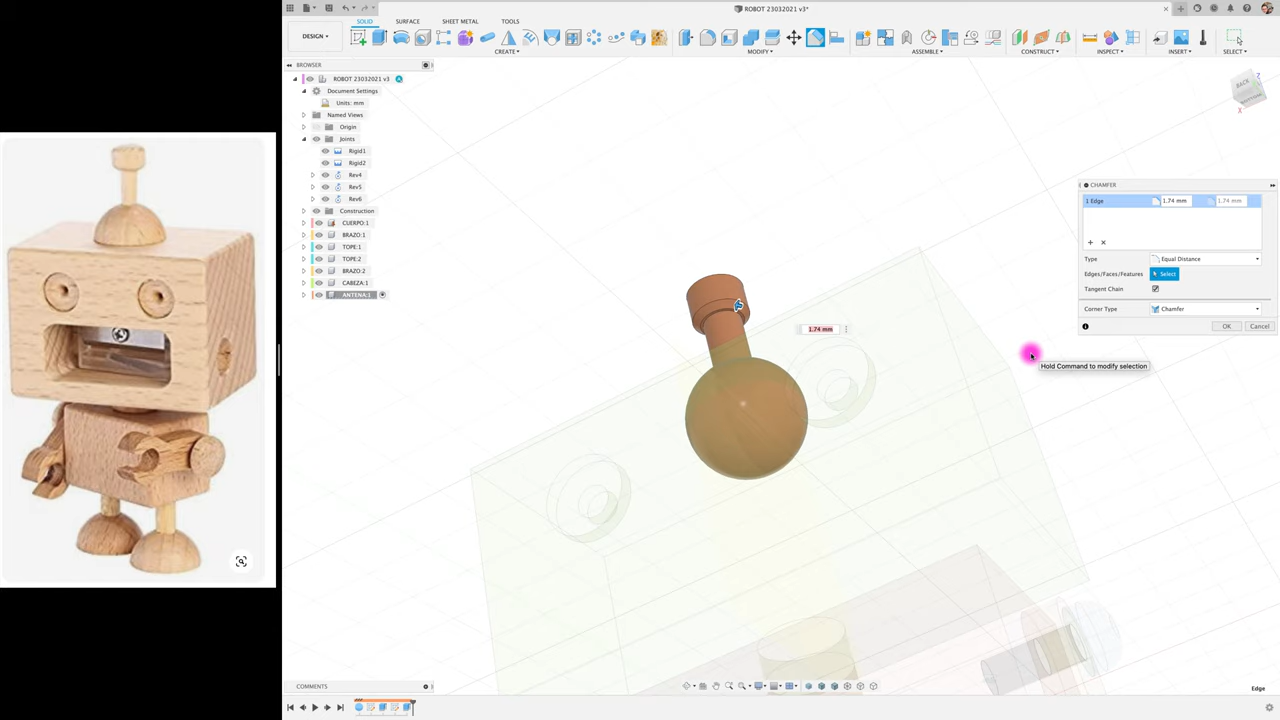 ROBOT 23032021 v3*
SOLID SURFACE SHEET METAL TOOLS
DESIGN
CREATE MODIFY ASSEMBLE CONSTRUCT INSPECT INSERT SELECT
BROWSER
ROBOT 23032021 v3
Document Settings
Units: mm
Named Views
Origin
Joints
Rigid1
Rigid2
Rev4
Rev5
Rev6
Construction
CUERPO:1
BRAZO:1
TOPE:1
TOPE:2
BRAZO:2
CABEZA:1
ANTENA:1
BACK
Z
X
CHAMFER
1 Edge 1.74 mm 1.74 mm
Type Equal Distance
Edges/Faces/Features Select
Tangent Chain
Corner Type Chamfer
OK Cancel
1.74 mm
Hold Command to modify selection
COMMENTS
Edge